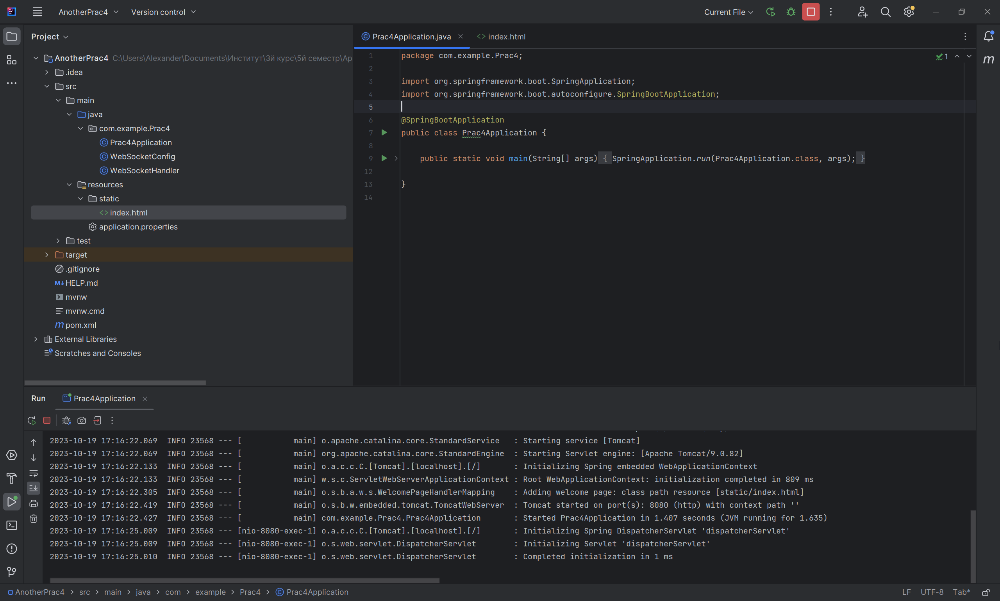 AnotherPrac4 Version control Current File
Project
AnotherPrac4 C:\Users\Alexander\Documents\Институт\3й курс\5й семестр\Ар
.idea
src
main
java
com.example.Prac4
Prac4Application
WebSocketConfig
WebSocketHandler
resources
static
index.html
application.properties
test
target
.gitignore
HELP.md
mvnw
mvnw.cmd
pom.xml
External Libraries
Scratches and Consoles
Prac4Application.java index.html
1 package com.example.Prac4;
2
3 import org.springframework.boot.SpringApplication;
4 import org.springframework.boot.autoconfigure.SpringBootApplication;
5
6 @SpringBootApplication
7 public class Prac4Application {
8
9 public static void main(String[] args) { SpringApplication.run(Prac4Application.class, args); }
12
13 }
14
1
m
Run Prac4Application
2023-10-19 17:16:22.069  INFO 23568 --- [           main] o.apache.catalina.core.StandardService   : Starting service [Tomcat]
2023-10-19 17:16:22.069  INFO 23568 --- [           main] org.apache.catalina.core.StandardEngine  : Starting Servlet engine: [Apache Tomcat/9.0.82]
2023-10-19 17:16:22.133  INFO 23568 --- [           main] o.a.c.c.C.[Tomcat].[localhost].[/]       : Initializing Spring embedded WebApplicationContext
2023-10-19 17:16:22.133  INFO 23568 --- [           main] w.s.c.ServletWebServerApplicationContext : Root WebApplicationContext: initialization completed in 809 ms
2023-10-19 17:16:22.305  INFO 23568 --- [           main] o.s.b.a.w.s.WelcomePageHandlerMapping    : Adding welcome page: class path resource [static/index.html]
2023-10-19 17:16:22.419  INFO 23568 --- [           main] o.s.b.w.embedded.tomcat.TomcatWebServer  : Tomcat started on port(s): 8080 (http) with context path ''
2023-10-19 17:16:22.427  INFO 23568 --- [           main] com.example.Prac4.Prac4Application       : Started Prac4Application in 1.407 seconds (JVM running for 1.635)
2023-10-19 17:16:25.009  INFO 23568 --- [nio-8080-exec-1] o.a.c.c.C.[Tomcat].[localhost].[/]       : Initializing Spring DispatcherServlet 'dispatcherServlet'
2023-10-19 17:16:25.009  INFO 23568 --- [nio-8080-exec-1] o.s.web.servlet.DispatcherServlet        : Initializing Servlet 'dispatcherServlet'
2023-10-19 17:16:25.010  INFO 23568 --- [nio-8080-exec-1] o.s.web.servlet.DispatcherServlet        : Completed initialization in 1 ms
AnotherPrac4 > src > main > java > com > example > Prac4 > Prac4Application LF UTF-8 Tab*